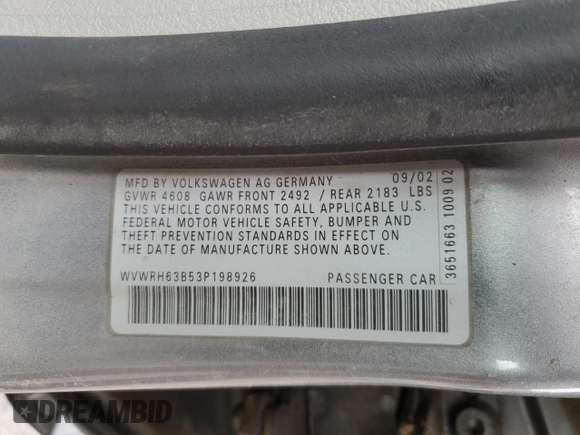 MFD BY VOLKSWAGEN AG GERMANY 09/02
GVWR 4608 GAWR FRONT 2492 / REAR 2183 LBS
THIS VEHICLE CONFORMS TO ALL APPLICABLE U.S.
FEDERAL MOTOR VEHICLE SAFETY, BUMPER AND
THEFT PREVENTION STANDARDS IN EFFECT ON
THE DATE OF MANUFACTURE SHOWN ABOVE.
WVWRH63B53P198926 PASSENGER CAR
3651663 1009 02
DREAMBID